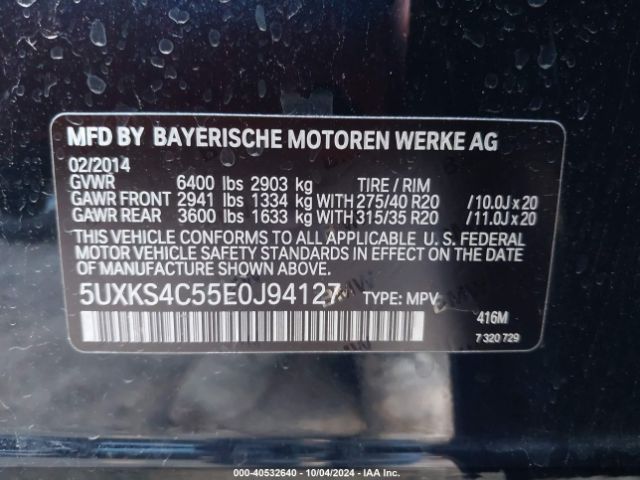 MFD BY BAYERISCHE MOTOREN WERKE AG
02/2014
GVWR 6400 lbs 2903 kg TIRE / RIM
GAWR FRONT 2941 lbs 1334 kg WITH 275/40 R20 /10.0J x 20
GAWR REAR 3600 lbs 1633 kg WITH 315/35 R20 /11.0J x 20
THIS VEHICLE CONFORMS TO ALL APPLICABLE U. S. FEDERAL
MOTOR VEHICLE SAFETY STANDARDS IN EFFECT ON THE DATE
OF MANUFACTURE SHOWN ABOVE.
5UXKS4C55E0J94127 TYPE: MPV
416M
7 320 729
000-40532640 - 10/04/2024 - IAA Inc.